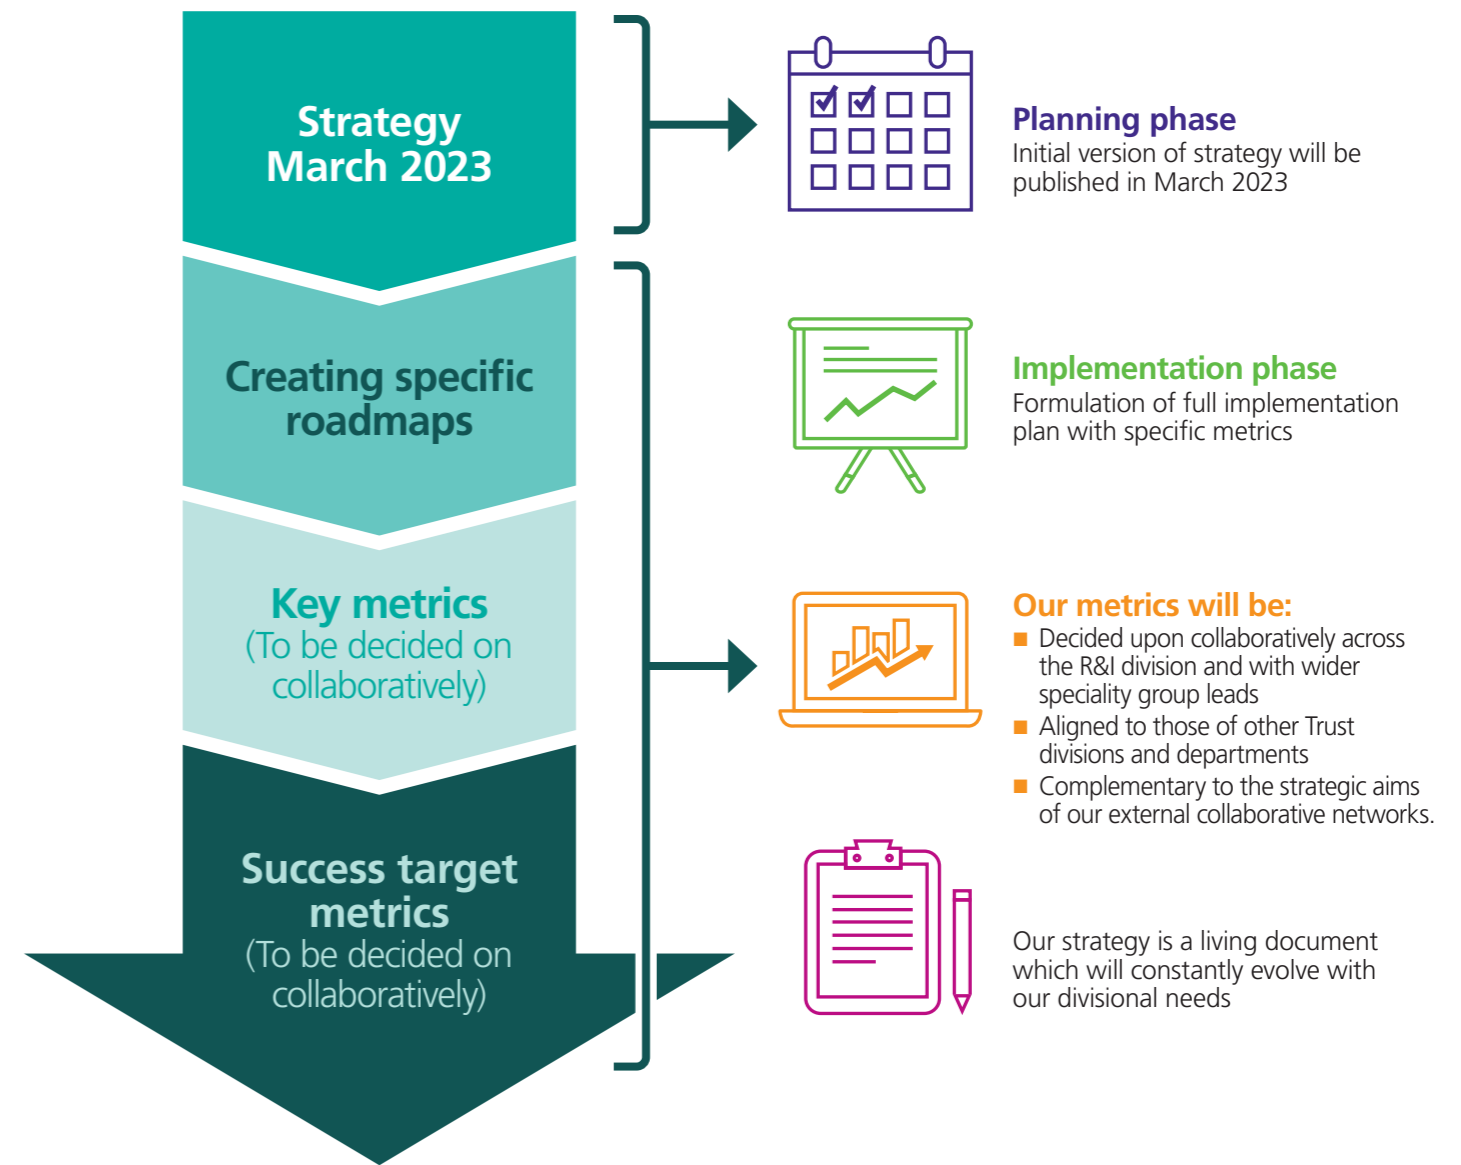 Strategy
March 2023
Creating specific
roadmaps
Key metrics
(To be decided on
collaboratively)
Success target
metrics
(To be decided on
collaboratively)
Planning phase
Initial version of strategy will be
published in March 2023
Implementation phase
Formulation of full implementation
plan with specific metrics
Our metrics will be:
■ Decided upon collaboratively across
the R&I division and with wider
speciality group leads
■ Aligned to those of other Trust
divisions and departments
■ Complementary to the strategic aims
of our external collaborative networks.
Our strategy is a living document
which will constantly evolve with
our divisional needs